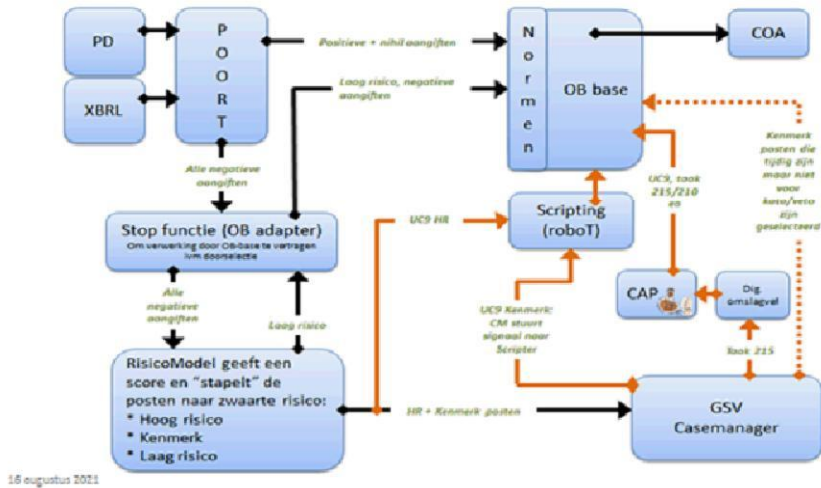 PD
XBRL
P
O
O
R
T
Positieve + nihil aangiften
Laag risico, negatieve
aangiften
N
o
r
m
e
n
OB base
COA
Alle negatieve
aangiften
Stop functie (OB adapter)
Om verwerking door OB-base te vertragen
ivm doorselectie
UC9 HR
Scripting
(roboT)
UC9, taak
215/210
en
Kenmerk
posten die
tijdig zijn
maar niet
voor
zijn
geselecteerd
CAP
Dig.
omslagvel
Alle
negatieve
aangiften
Laag risico
UC9 Kenmerk:
CM stuurt
signaal naar
Scripter
Taak 215
RisicoModel geeft een
score en "stapelt" de
posten naar zwaarte risico:
* Hoog risico
* Kenmerk
* Laag risico
HR + Kenmerk posten
GSV
Casemanager
16 augustus 2021